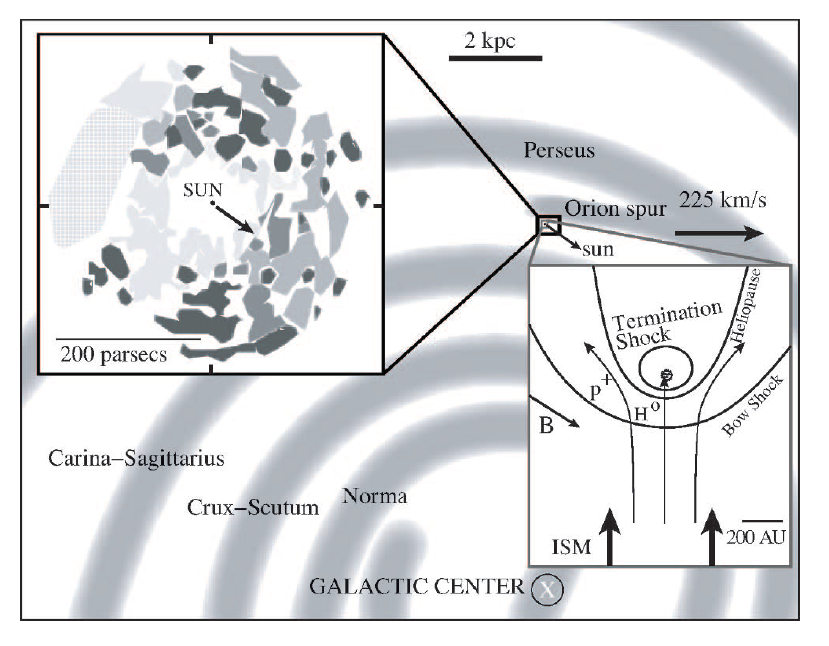 2 kpc
Perseus
SUN
Orion spur
225 km/s
sun
200 parsecs
Termination
Shock
Heliopause
P+
H°
Bow Shock
B
Carina–Sagittarius
Crux–Scutum
Norma
ISM
200 AU
GALACTIC CENTER X